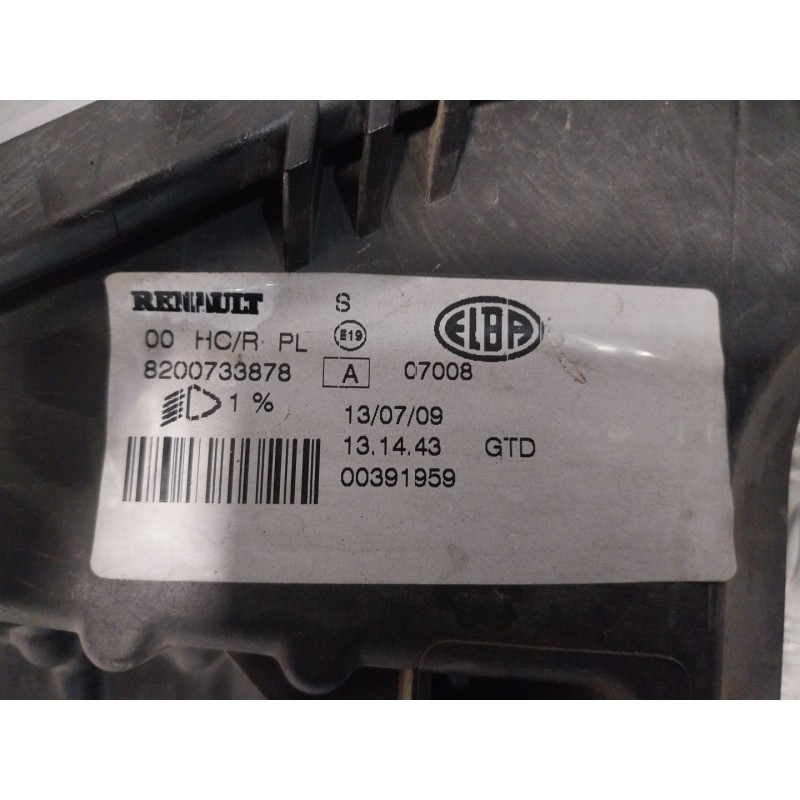 RENAULT S
00 HC/R PL E19 ELBA
8200733878 A 07008
1 %
13/07/09
13.14.43 GTD
00391959